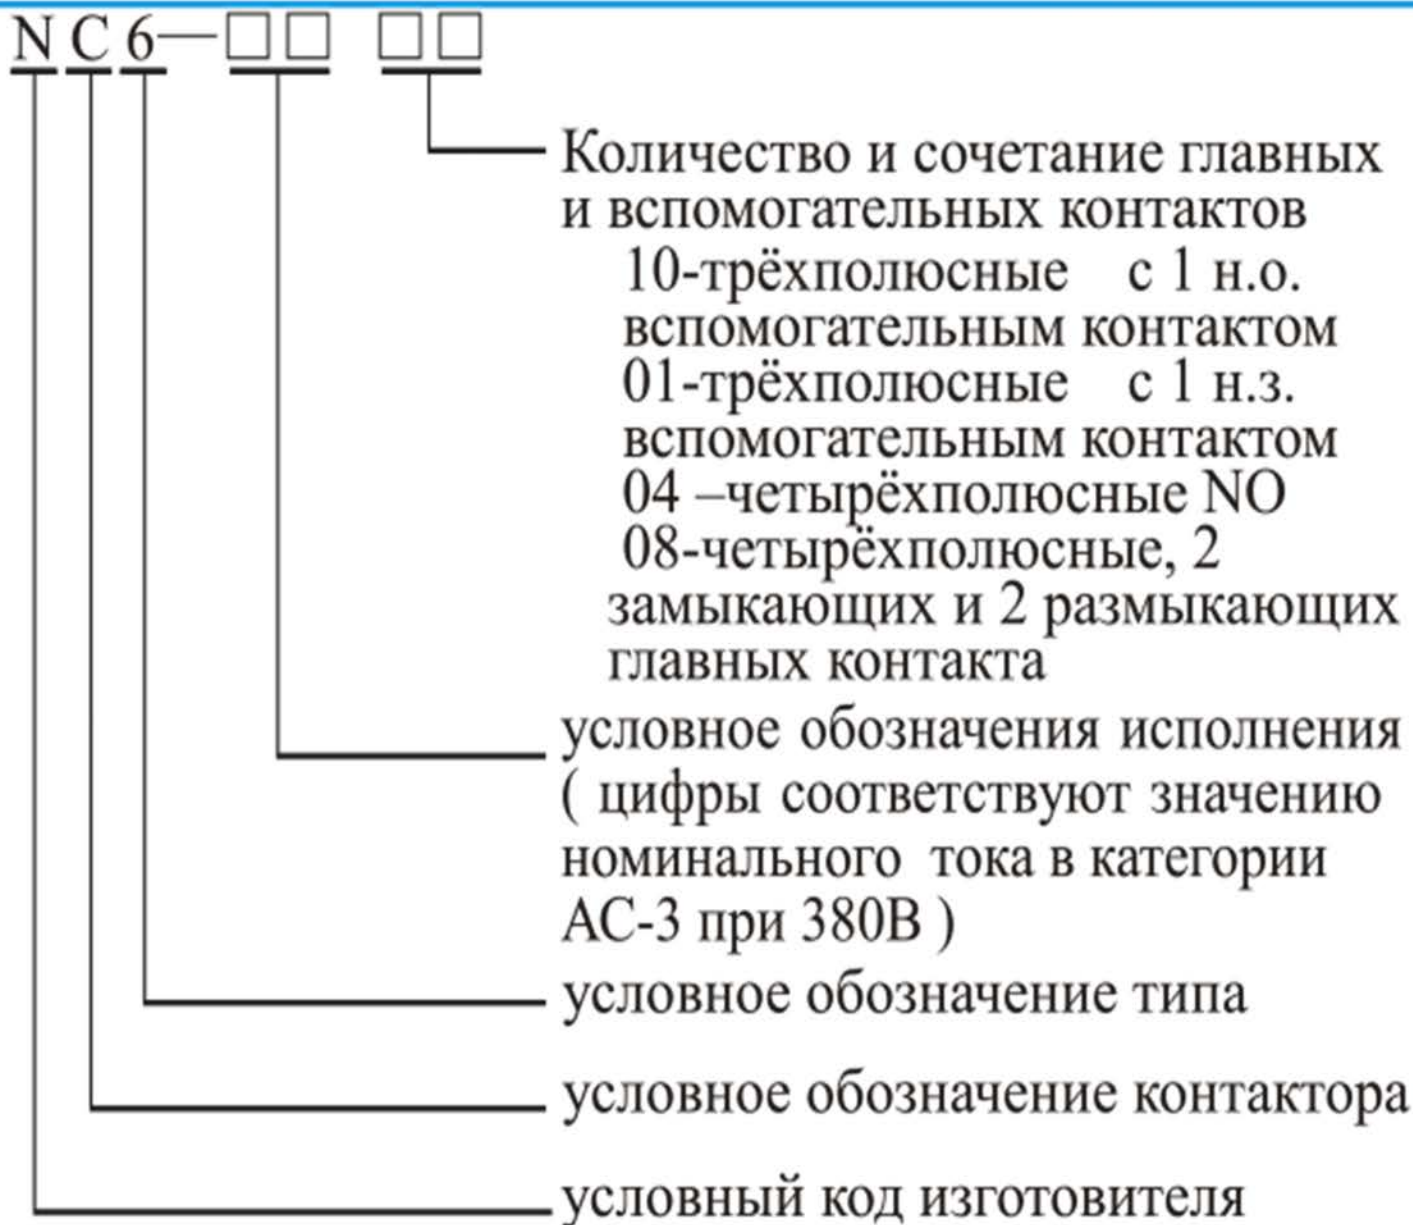 N C 6—□□ □□
Количество и сочетание главных
и вспомогательных контактов
10-трёхполюсные с 1 н.о.
вспомогательным контактом
01-трёхполюсные с 1 н.з.
вспомогательным контактом
04 –четырёхполюсные NO
08-четырёхполюсные, 2
замыкающих и 2 размыкающих
главных контакта
условное обозначения исполнения
( цифры соответствуют значению
номинального тока в категории
АС-3 при 380В )
условное обозначение типа
условное обозначение контактора
условный код изготовителя